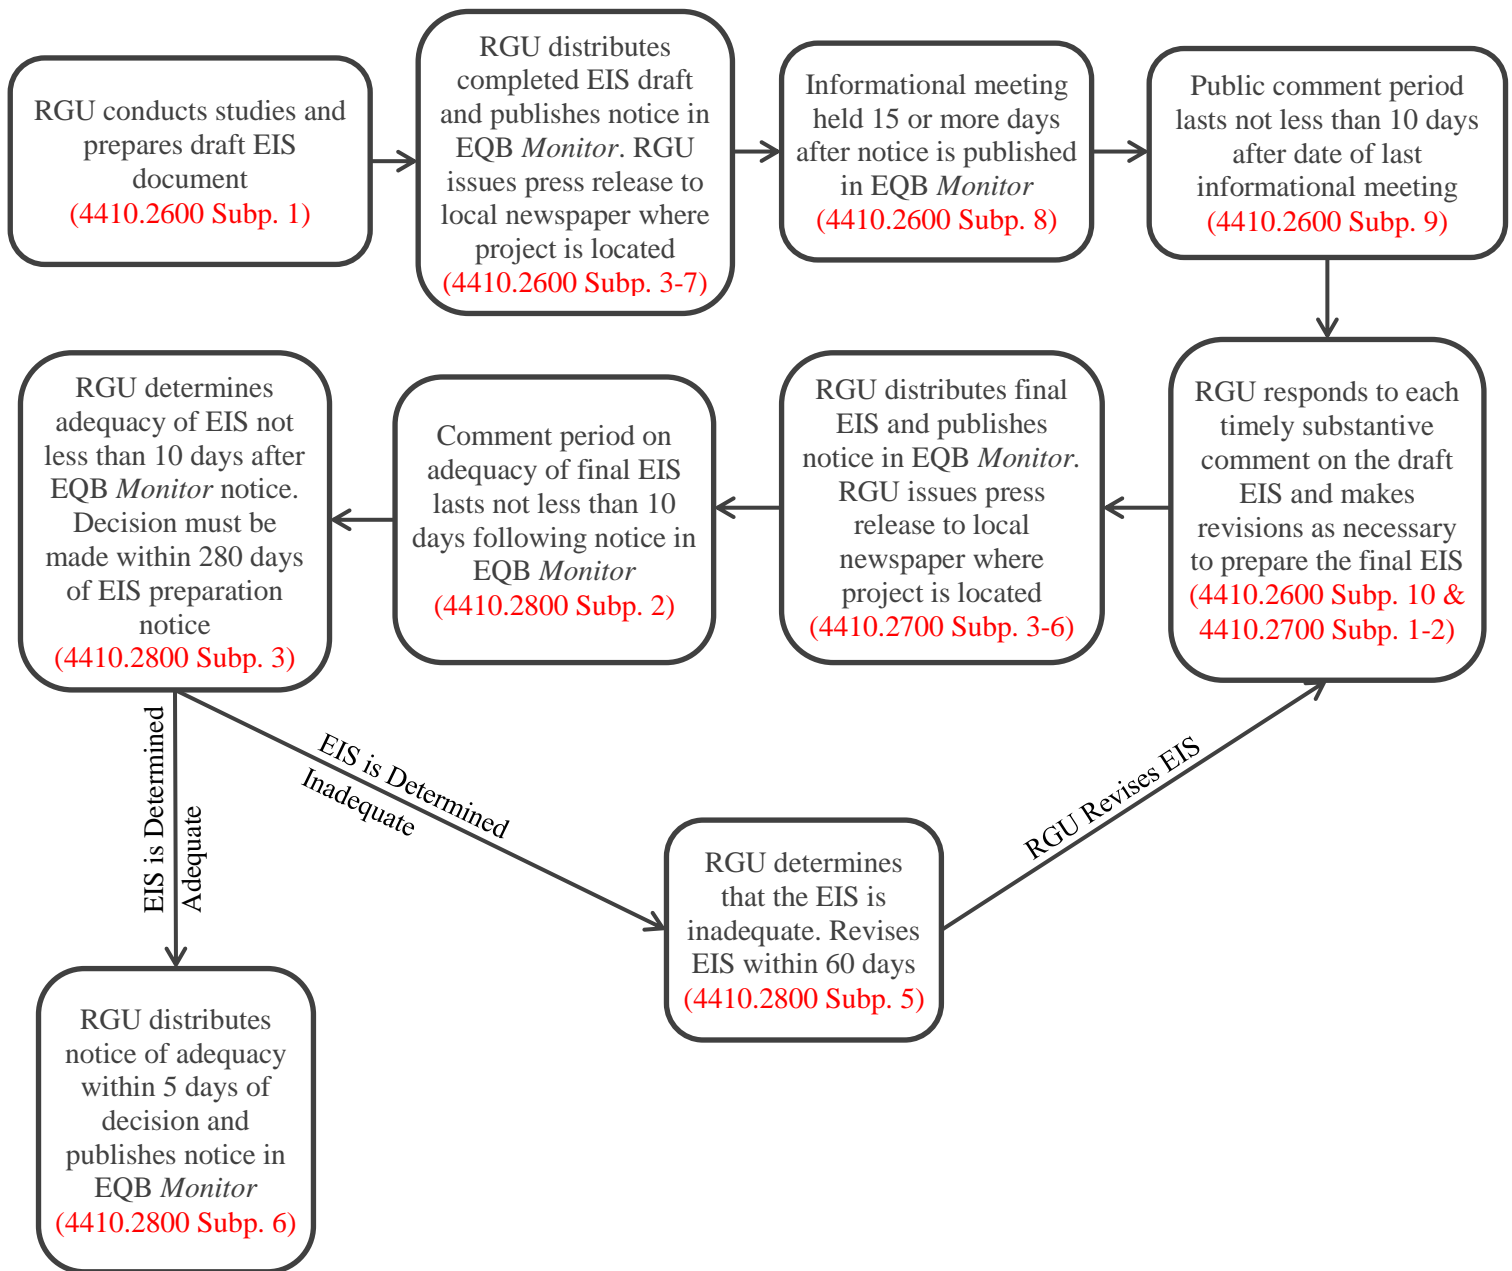 RGU conducts studies and
prepares draft EIS
document
(4410.2600 Subp. 1)
RGU distributes
completed EIS draft
and publishes notice in
EQB Monitor. RGU
issues press release to
local newspaper where
project is located
(4410.2600 Subp. 3-7)
Informational meeting
held 15 or more days
after notice is published
in EQB Monitor
(4410.2600 Subp. 8)
Public comment period
lasts not less than 10 days
after date of last
informational meeting
(4410.2600 Subp. 9)
RGU responds to each
timely substantive
comment on the draft
EIS and makes
revisions as necessary
to prepare the final EIS
(4410.2600 Subp. 10 &
4410.2700 Subp. 1-2)
RGU distributes final
EIS and publishes
notice in EQB Monitor.
RGU issues press
release to local
newspaper where
project is located
(4410.2700 Subp. 3-6)
Comment period on
adequacy of final EIS
lasts not less than 10
days following notice in
EQB Monitor
(4410.2800 Subp. 2)
RGU determines
adequacy of EIS not
less than 10 days after
EQB Monitor notice.
Decision must be
made within 280 days
of EIS preparation
notice
(4410.2800 Subp. 3)
EIS is Determined
Adequate
EIS is Determined
Inadequate
RGU determines
that the EIS is
inadequate. Revises
EIS within 60 days
(4410.2800 Subp. 5)
RGU Revises EIS
RGU distributes
notice of adequacy
within 5 days of
decision and
publishes notice in
EQB Monitor
(4410.2800 Subp. 6)